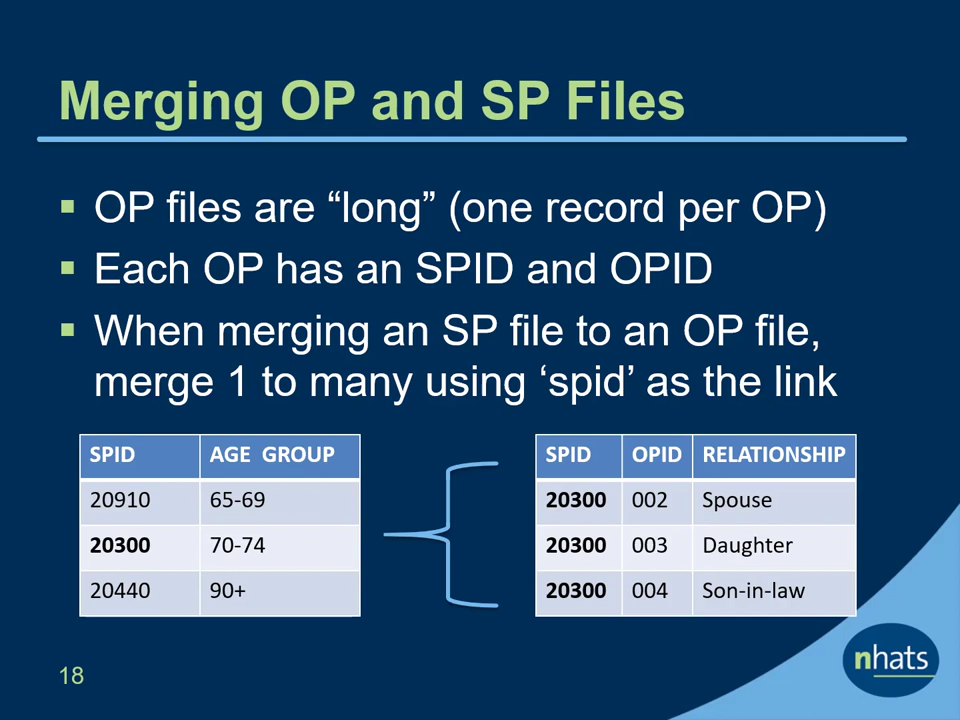 Merging OP and SP Files
▪ OP files are “long” (one record per OP)
▪ Each OP has an SPID and OPID
▪ When merging an SP file to an OP file,
merge 1 to many using ‘spid’ as the link
SPID AGE GROUP
20910 65-69
20300 70-74
20440 90+
SPID OPID RELATIONSHIP
20300 002 Spouse
20300 003 Daughter
20300 004 Son-in-law
18
nhats